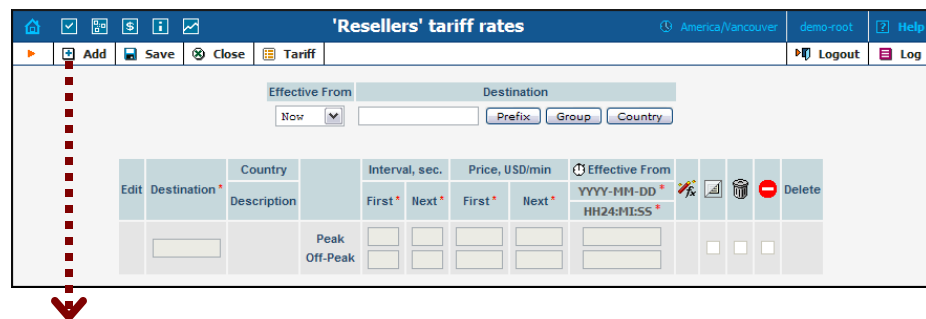 'Resellers' tariff rates America/Vancouver demo-root Help
Add Save Close Tariff Logout Log
Effective From Destination
Now Prefix Group Country
Country Interval, sec. Price, USD/min Effective From
Edit Destination * YYYY-MM-DD * Delete
Description First * Next * First * Next * HH24:MI:SS *
Peak
Off-Peak